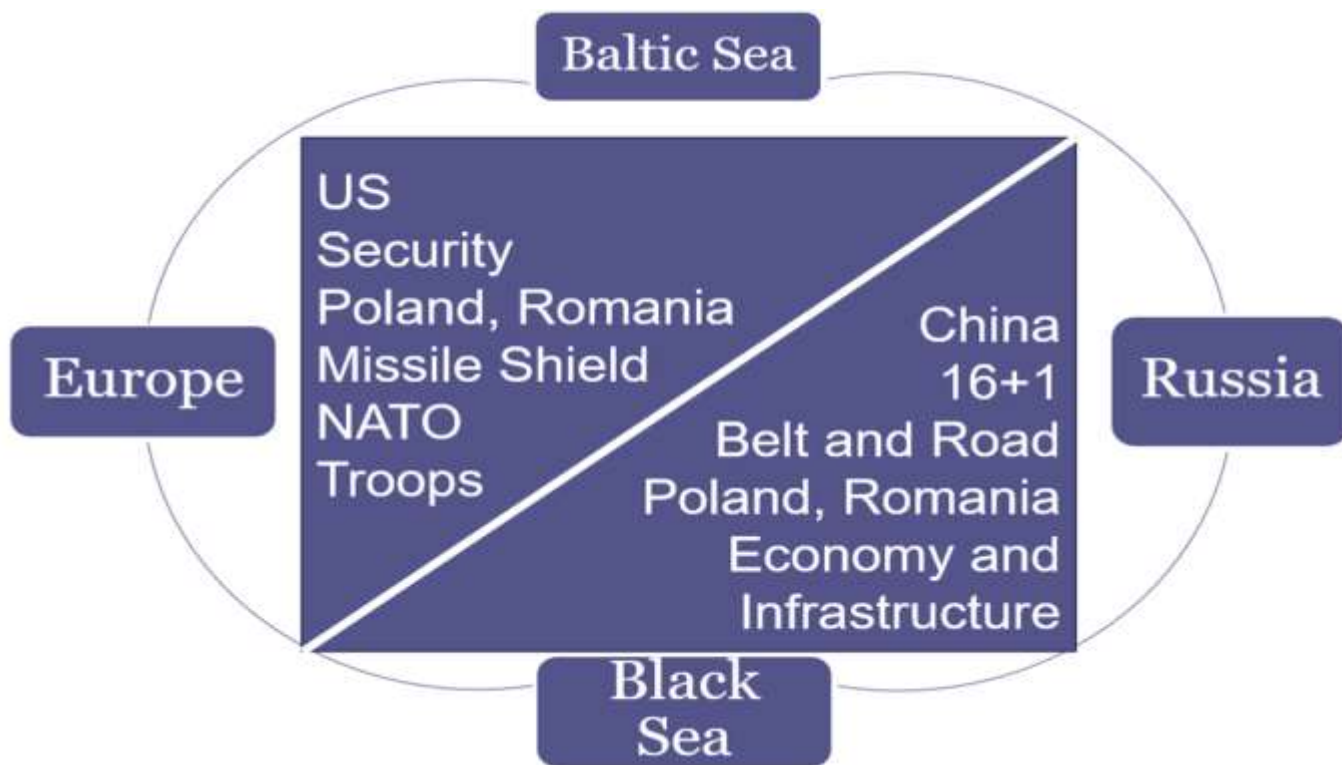 Baltic Sea
US
Security
Poland, Romania
Missile Shield
NATO
Troops
China
16+1
Belt and Road
Poland, Romania
Economy and
Infrastructure
Europe
Russia
Black
Sea